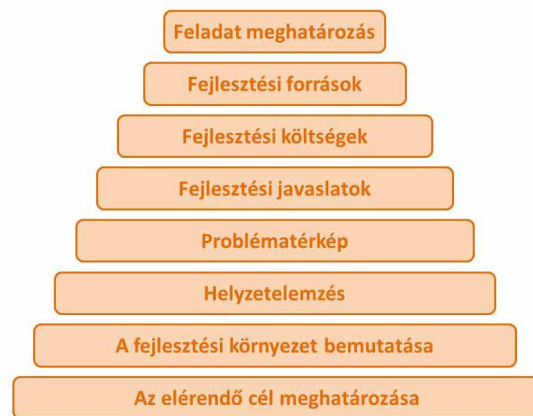 Feladat meghatározás
Fejlesztési források
Fejlesztési költségek
Fejlesztési javaslatok
Problématérkép
Helyzetelemzés
A fejlesztési környezet bemutatása
Az elérendő cél meghatározása